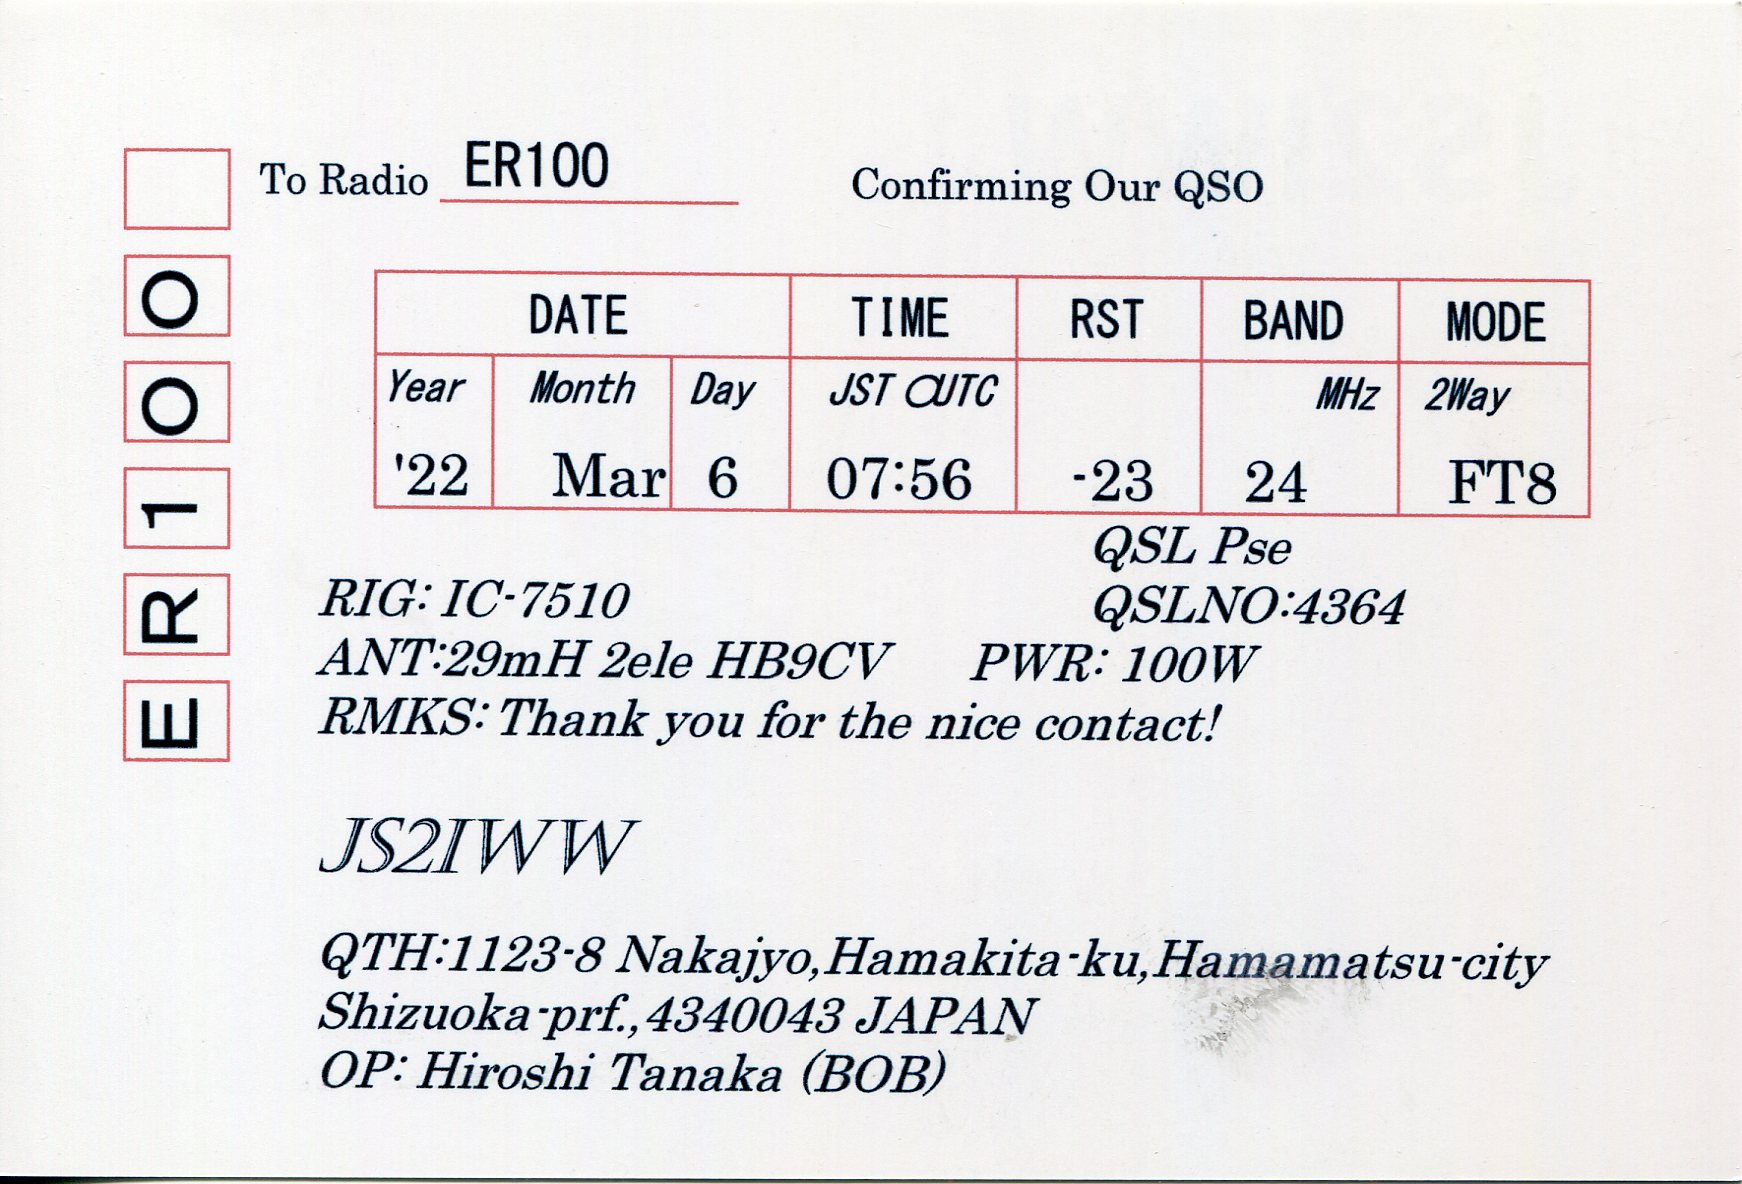 To Radio ER100
Confirming Our QSO
ER100
DATE TIME RST BAND MODE
Year Month Day JST UTC MHz 2Way
'22 Mar 6 07:56 -23 24 FT8
QSL Pse
RIG: IC-7510
QSLNO:4364
ANT:29mH 2ele HB9CV PWR: 100W
RMKS: Thank you for the nice contact!
JS2IWW
QTH:1123-8 Nakajyo,Hamakita-ku,Hamamatsu-city
Shizuoka-prf.,4340043 JAPAN
OP: Hiroshi Tanaka (BOB)